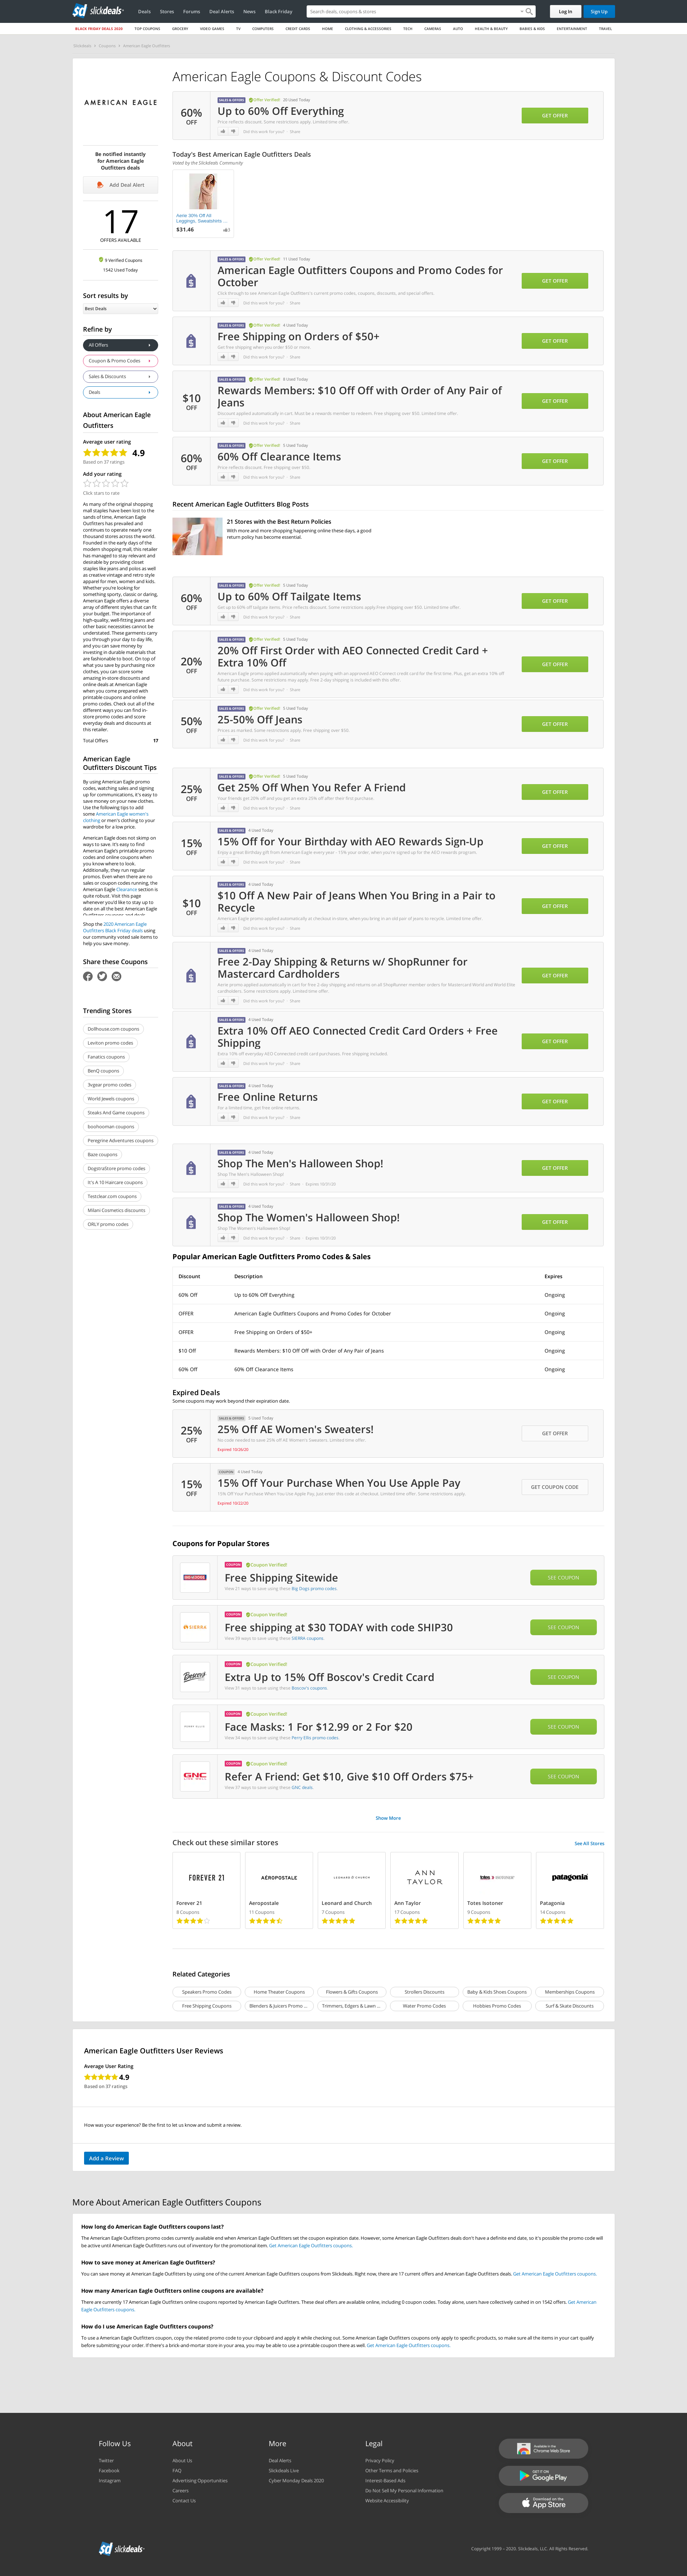 slickdeals
Deals Stores Forums Deal Alerts News Black Friday
Search deals, coupons & stores
Log In
Sign Up
BLACK FRIDAY DEALS 2020 TOP COUPONS GROCERY VIDEO GAMES TV COMPUTERS CREDIT CARDS HOME CLOTHING & ACCESSORIES TECH CAMERAS AUTO HEALTH & BEAUTY BABIES & KIDS ENTERTAINMENT TRAVEL
Slickdeals > Coupons > American Eagle Outfitters
AMERICAN EAGLE
Be notified instantly
for American Eagle
Outfitters deals
Add Deal Alert
17
OFFERS AVAILABLE
9 Verified Coupons
1542 Used Today
Sort results by
Best Deals
Refine by
All Offers
Coupon & Promo Codes
Sales & Discounts
Deals
About American Eagle
Outfitters
Average user rating
4.9
Based on 37 ratings
Add your rating
Click stars to rate
As many of the original shopping
mall staples have been lost to the
sands of time, American Eagle
Outfitters has prevailed and
continues to operate nearly one
thousand stores across the world.
Founded in the early days of the
modern shopping mall, this retailer
has managed to stay relevant and
desirable by providing closet
staples like jeans and polos as well
as creative vintage and retro style
apparel for men, women and kids.
Whether you're looking for
something sporty, classic or daring,
American Eagle offers a diverse
array of different styles that can fit
your budget. The importance of
high-quality, well-fitting jeans and
other basic necessities cannot be
understated. These garments carry
you through your day to day life,
and you can save money by
investing in durable materials that
are fashionable to boot. On top of
what you save by purchasing nice
clothes, you can score some
amazing in-store discounts and
online deals at American Eagle
when you come prepared with
printable coupons and online
promo codes. Check out all of the
different ways you can find in-
store promo codes and score
everyday deals and discounts at
this retailer.
Total Offers 17
American Eagle
Outfitters Discount Tips
By using American Eagle promo
codes, watching sales and signing
up for communications, it's easy to
save money on your new clothes.
Use the following tips to add
some American Eagle women's
clothing or men's clothing to your
wardrobe for a low price.
American Eagle does not skimp on
ways to save. It's easy to find
American Eagle's printable promo
codes and online coupons when
you know where to look.
Additionally, they run regular
promos. Even when there are no
sales or coupon codes running, the
American Eagle Clearance section is
quite robust. Visit this page
whenever you'd like to stay up to
date on all the best American Eagle
Shop the 2020 American Eagle
Outfitters Black Friday deals using
our community voted sale items to
help you save money.
Share these Coupons
Trending Stores
Dollhouse.com coupons
Leviton promo codes
Fanatics coupons
BenQ coupons
3vgear promo codes
World Jewels coupons
Steaks And Game coupons
boohooman coupons
Peregrine Adventures coupons
Baze coupons
DogstraStore promo codes
It's A 10 Haircare coupons
Testclear.com coupons
Milani Cosmetics discounts
ORLY promo codes
American Eagle Coupons & Discount Codes
60% OFF
SALES & OFFERS Offer Verified! 20 Used Today
Up to 60% Off Everything
Price reflects discount. Some restrictions apply. Limited time offer.
Did this work for you? Share
GET OFFER
Today's Best American Eagle Outfitters Deals
Voted by the Slickdeals Community
Aerie 30% Off All
Leggings, Sweatshirts ...
$31.46
SALES & OFFERS Offer Verified! 11 Used Today
American Eagle Outfitters Coupons and Promo Codes for
October
Click through to see American Eagle Outfitters's current promo codes, coupons, discounts, and special offers.
Did this work for you? Share
GET OFFER
SALES & OFFERS Offer Verified! 4 Used Today
Free Shipping on Orders of $50+
Get free shipping when you order $50 or more.
Did this work for you? Share
GET OFFER
$10 OFF
SALES & OFFERS Offer Verified! 8 Used Today
Rewards Members: $10 Off Off with Order of Any Pair of
Jeans
Discount applied automatically in cart. Must be a rewards member to redeem. Free shipping over $50. Limited time offer.
Did this work for you? Share
GET OFFER
60% OFF
SALES & OFFERS Offer Verified! 5 Used Today
60% Off Clearance Items
Price reflects discount. Free shipping over $50.
Did this work for you? Share
GET OFFER
Recent American Eagle Outfitters Blog Posts
21 Stores with the Best Return Policies
With more and more shopping happening online these days, a good
return policy has become essential.
60% OFF
SALES & OFFERS Offer Verified! 5 Used Today
Up to 60% Off Tailgate Items
Get up to 60% off tailgate items. Price reflects discount. Some restrictions apply. Free shipping over $50. Limited time offer.
Did this work for you? Share
GET OFFER
20% OFF
SALES & OFFERS Offer Verified! 5 Used Today
20% Off First Order with AEO Connected Credit Card +
Extra 10% Off
American Eagle promo available automatically when paying with an approved AEO Connect credit card for the first time. Plus, get an extra 10% off
future purchase. Some restrictions may apply. Free 2-day shipping is included with this offer.
Did this work for you? Share
GET OFFER
50% OFF
SALES & OFFERS Offer Verified! 5 Used Today
25-50% Off Jeans
Prices as marked. Some restrictions apply. Free shipping over $50.
Did this work for you? Share
GET OFFER
25% OFF
SALES & OFFERS Offer Verified! 5 Used Today
Get 25% Off When You Refer A Friend
Your friends get 20% off and you get an extra 25% off after their first purchase.
Did this work for you? Share
GET OFFER
15% OFF
SALES & OFFERS 6 Used Today
15% Off for Your Birthday with AEO Rewards Sign-Up
Enjoy a great Birthday gift from American Eagle every year - 15% your order, when you're signed up for the AEO rewards program!
Did this work for you? Share
GET OFFER
$10 OFF
SALES & OFFERS 6 Used Today
$10 Off A New Pair of Jeans When You Bring in a Pair to
Recycle
American Eagle promo applied automatically at checkout in-store, when you bring in an old pair of jeans to recycle. Limited time offer.
Did this work for you? Share
GET OFFER
SALES & OFFERS 6 Used Today
Free 2-Day Shipping & Returns w/ ShopRunner for
Mastercard Cardholders
Aerie promo applied automatically in cart for free 2-day shipping and returns on all ShopRunner member orders for Mastercard World and World Elite
cardholders. Some restrictions apply. Limited time offer.
Did this work for you? Share
GET OFFER
SALES & OFFERS 4 Used Today
Extra 10% Off AEO Connected Credit Card Orders + Free
Shipping
Extra 10% off everyday AEO Connected credit card purchases. Free shipping included.
Did this work for you? Share
GET OFFER
SALES & OFFERS 4 Used Today
Free Online Returns
For a limited time, get free online returns.
Did this work for you? Share
GET OFFER
SALES & OFFERS 4 Used Today
Shop The Men's Halloween Shop!
Shop The Men's Halloween Shop!
Did this work for you? Share Expires 10/31/20
GET OFFER
SALES & OFFERS 4 Used Today
Shop The Women's Halloween Shop!
Shop The Women's Halloween Shop!
Did this work for you? Share Expires 10/31/20
GET OFFER
Popular American Eagle Outfitters Promo Codes & Sales
Discount Description Expires
60% Off Up to 60% Off Everything Ongoing
OFFER American Eagle Outfitters Coupons and Promo Codes for October Ongoing
OFFER Free Shipping on Orders of $50+ Ongoing
$10 Off Rewards Members: $10 Off Off with Order of Any Pair of Jeans Ongoing
60% Off 60% Off Clearance Items Ongoing
Expired Deals
Some coupons may work beyond their expiration date.
25% OFF
SALES & OFFERS 5 Used Today
25% Off AE Women's Sweaters!
No code needed to save 25% off AE Women's Sweaters. Limited time offer.
Expired 10/26/20
GET OFFER
15% OFF
COUPON 4 Used Today
15% Off Your Purchase When You Use Apple Pay
15% Off Your Purchase When You Use Apple Pay, just enter this code at checkout. Limited time offer. Some restrictions apply.
Expired 10/22/20
GET COUPON CODE
Coupons for Popular Stores
COUPON Coupon Verified!
Free Shipping Sitewide
View 21 ways to save using these Big Dogs promo codes.
SEE COUPON
SIERRA
COUPON Coupon Verified!
Free shipping at $30 TODAY with code SHIP30
View 39 ways to save using these SIERRA coupons.
SEE COUPON
Boscov's
COUPON Coupon Verified!
Extra Up to 15% Off Boscov's Credit Ccard
View 31 ways to save using these Boscov's coupons.
SEE COUPON
PERRY ELLIS
COUPON Coupon Verified!
Face Masks: 1 For $12.99 or 2 For $20
View 34 ways to save using these Perry Ellis promo codes.
SEE COUPON
GNC
LIVE WELL
COUPON Coupon Verified!
Refer A Friend: Get $10, Give $10 Off Orders $75+
View 37 ways to save using these GNC deals.
SEE COUPON
Show More
Check out these similar stores
See All Stores
FOREVER 21 AÉROPOSTALE LEONARD & CHURCH ANN TAYLOR totes ISOTONER patagonia
Forever 21 Aeropostale Leonard and Church Ann Taylor Totes Isotoner Patagonia
8 Coupons 11 Coupons 7 Coupons 17 Coupons 9 Coupons 14 Coupons
Related Categories
Speakers Promo Codes Home Theater Coupons Flowers & Gifts Coupons Strollers Discounts Baby & Kids Shoes Coupons Memberships Coupons
Free Shipping Coupons Blenders & Juicers Promo ... Trimmers, Edgers & Lawn ... Water Promo Codes Hobbies Promo Codes Surf & Skate Discounts
American Eagle Outfitters User Reviews
Average User Rating
4.9
Based on 37 ratings
How was your experience? Be the first to let us know and submit a review.
Add a Review
More About American Eagle Outfitters Coupons
How long do American Eagle Outfitters coupons last?
The American Eagle Outfitters promo codes currently available end when American Eagle Outfitters set the coupon expiration date. However, some American Eagle Outfitters deals don't have a definite end date, so it's possible the promo code will
be active until American Eagle Outfitters runs out of inventory for the promotional item. Get American Eagle Outfitters coupons.
How to save money at American Eagle Outfitters?
You can save money at American Eagle Outfitters by using one of the current American Eagle Outfitters coupons from Slickdeals. Right now, there are 17 current offers and American Eagle Outfitters deals. Get American Eagle Outfitters coupons.
How many American Eagle Outfitters online coupons are available?
There are currently 17 American Eagle Outfitters online coupons reported by American Eagle Outfitters. These deal offers are available online, including 0 coupon codes. Today alone, users have collectively cashed in on 1542 offers. Get American
Eagle Outfitters coupons.
How do I use American Eagle Outfitters coupons?
To use a American Eagle Outfitters coupon, copy the related promo code to your clipboard and apply it while checking out. Some American Eagle Outfitters coupons only apply to specific products, so make sure all the items in your cart qualify
before submitting your order. If there's a brick-and-mortar store in your area, you may be able to use a printable coupon there as well. Get American Eagle Outfitters coupons.
Follow Us
Twitter
Facebook
Instagram
About
About Us
FAQ
Advertising Opportunities
Careers
Contact Us
More
Deal Alerts
Slickdeals Live
Cyber Monday Deals 2020
Legal
Privacy Policy
Other Terms and Policies
Interest-Based Ads
Do Not Sell My Personal Information
Website Accessibility
Available in the
Chrome Web Store
GET IT ON
Google Play
Download on the
App Store
slickdeals
Copyright 1999 - 2020. Slickdeals, LLC. All Rights Reserved.